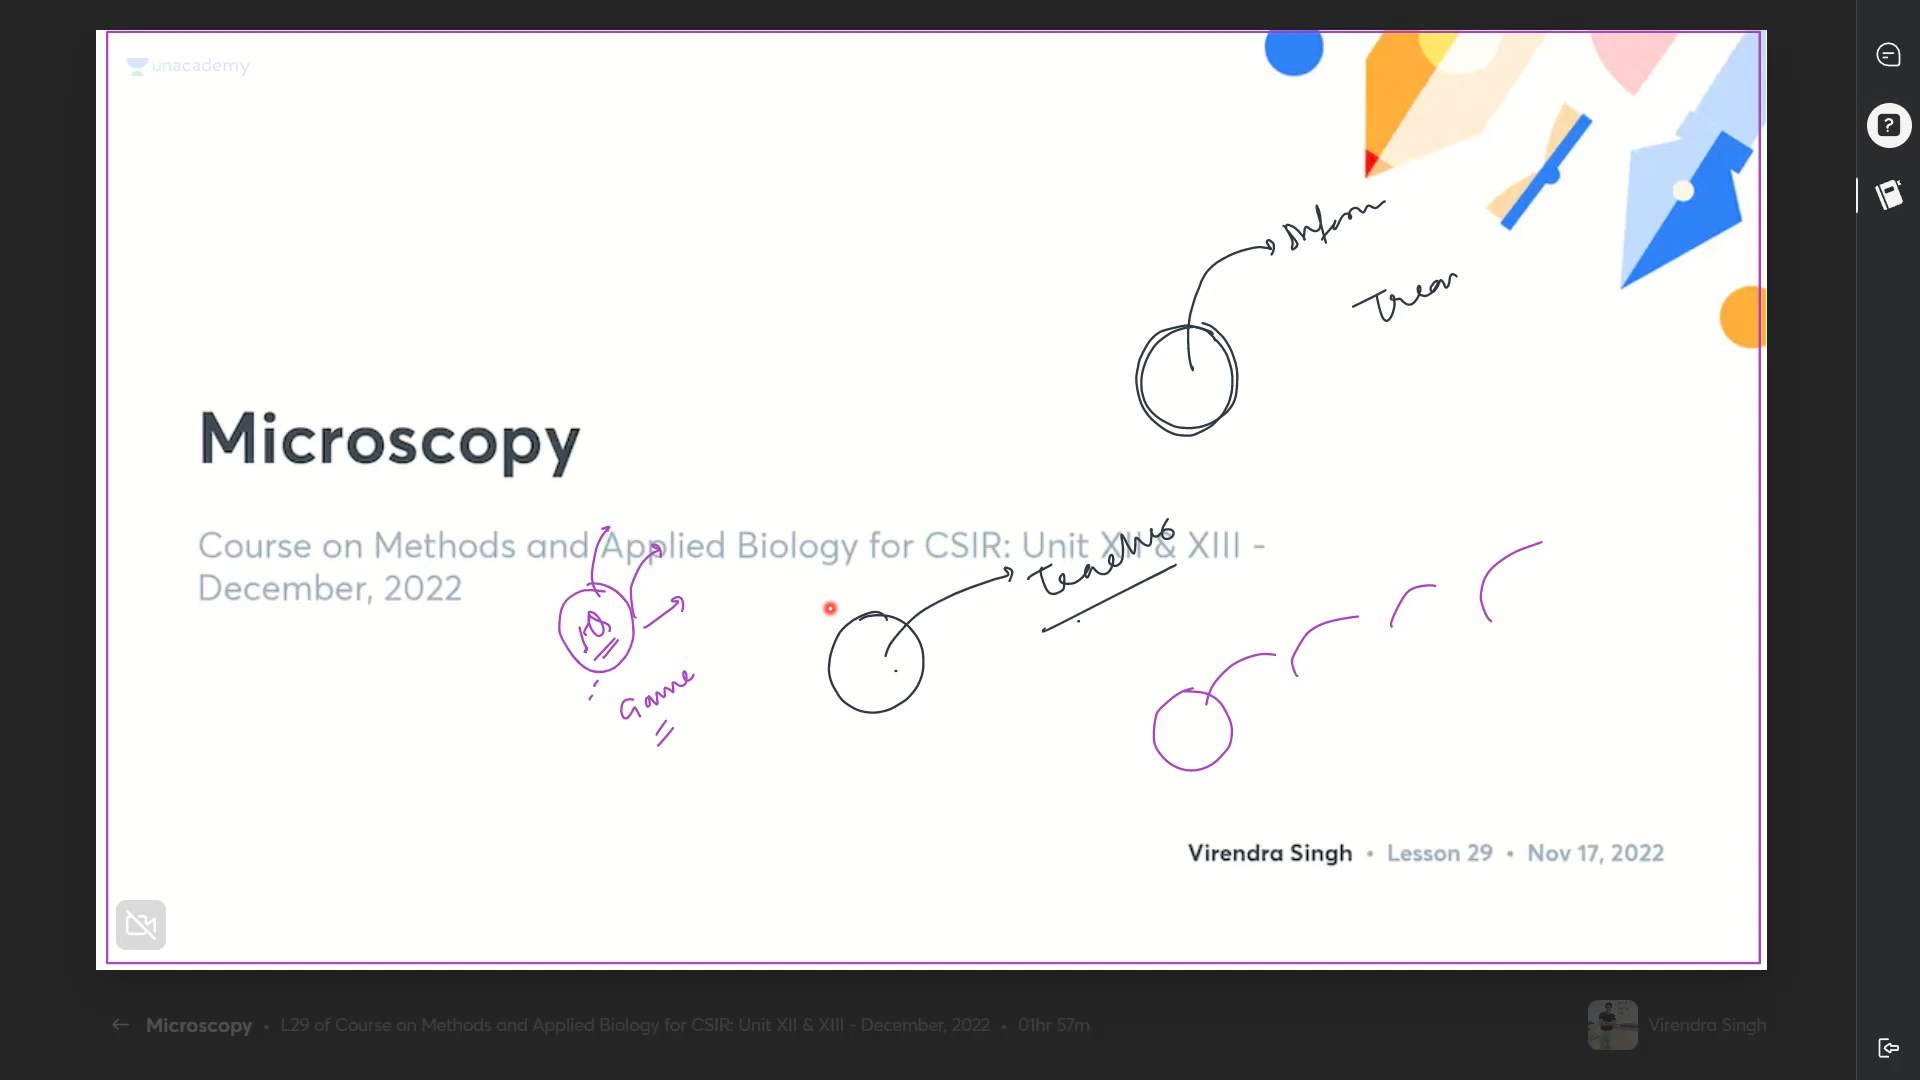 unacademy
Microscopy
Course on Methods and Applied Biology for CSIR: Unit XII & XIII -
December, 2022
Game
Virendra Singh • Lesson 29 • Nov 17, 2022
Microscopy • L29 of Course on Methods and Applied Biology for CSIR: Unit XII & XIII - December, 2022 • 01hr 57m
Virendra Singh